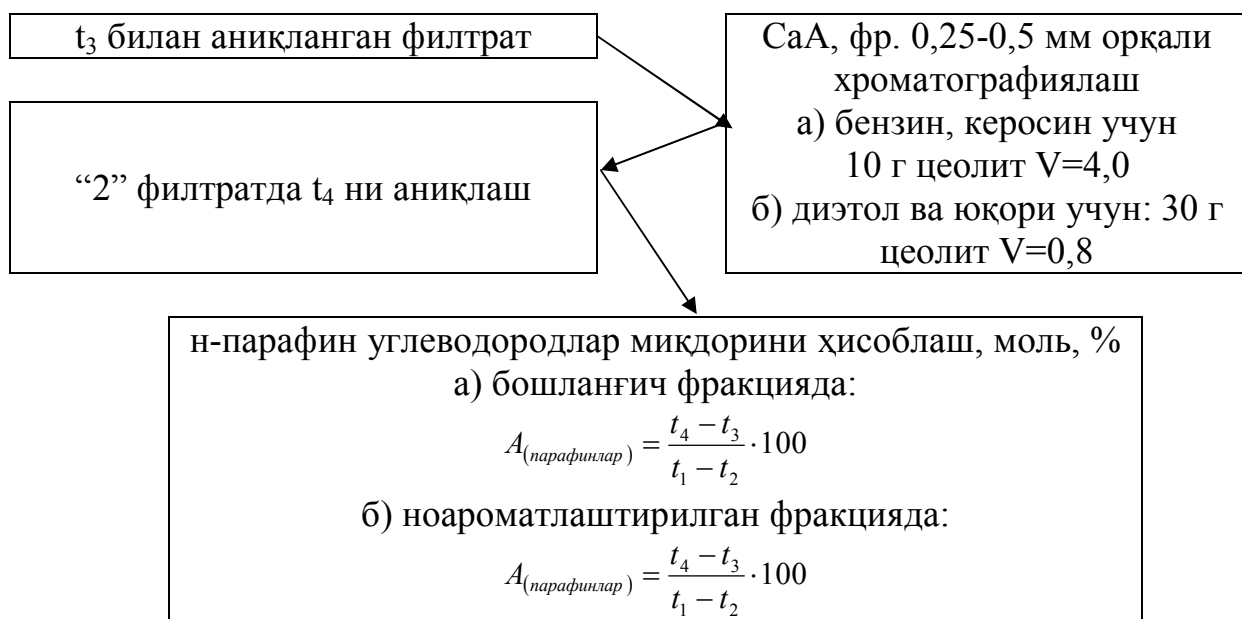 t₃ билан аниқланган филтрат
СаА, фр. 0,25-0,5 мм орқали
хроматографиялаш
а) бензин, керосин учун
10 г цеолит V=4,0
б) диэтол ва юқори учун: 30 г
цеолит V=0,8
“2” филтратда t₄ ни аниқлаш
н-парафин углеводородлар миқдорини ҳисоблаш, моль, %
а) бошланғич фракцияда:
A₍парафинлар₎ = (t₄ − t₃)/(t₁ − t₂) · 100
б) ноароматлаштирилган фракцияда:
A₍парафинлар₎ = (t₄ − t₃)/(t₁ − t₂) · 100